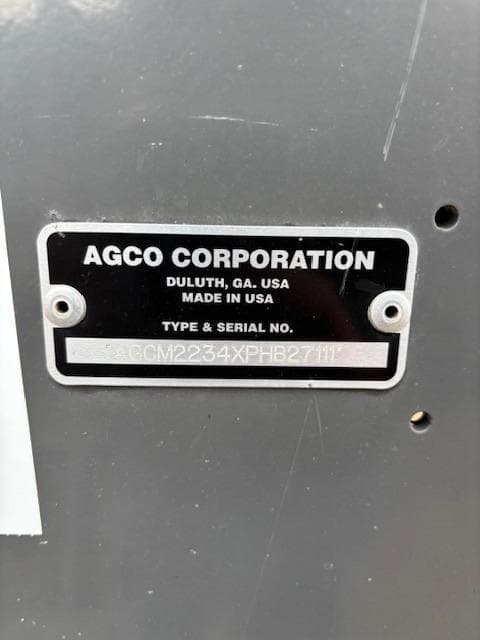 AGCO CORPORATION
DULUTH, GA. USA
MADE IN USA
TYPE & SERIAL NO.
*AGCM2234XPHB27111*